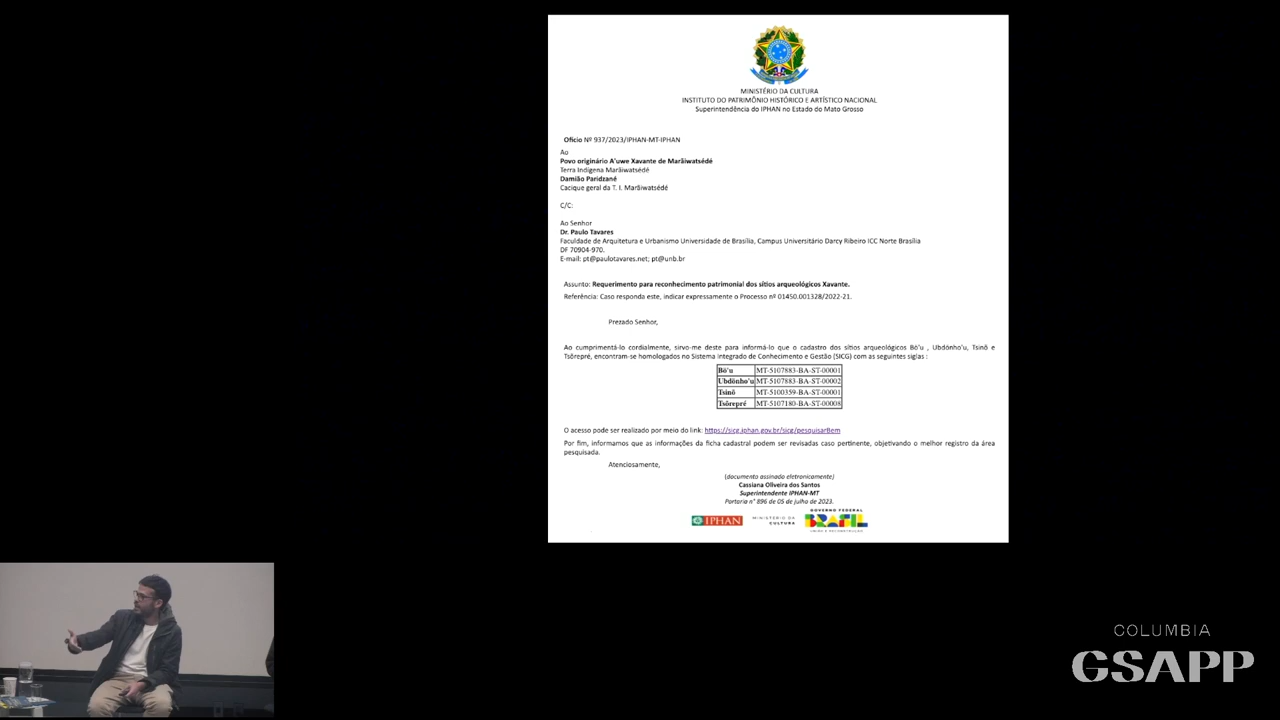 MINISTÉRIO DA CULTURA
INSTITUTO DO PATRIMÔNIO HISTÓRICO E ARTÍSTICO NACIONAL
Superintendência do IPHAN no Estado do Mato Grosso
Ofício Nº 937/2023/IPHAN-MT-IPHAN
Ao
Povo originário A'uwe Xavante de Marãiwatsédé
Terra Indígena Marãiwatsédé
Damião Paridzané
Cacique geral da T. I. Marãiwatsédé
C/C:
Ao Senhor
Dr. Paulo Tavares
Faculdade de Arquitetura e Urbanismo Universidade de Brasília, Campus Universitário Darcy Ribeiro ICC Norte Brasília
DF 70904-970.
E-mail: pt@paulotavares.net; pt@unb.br
Assunto: Requerimento para reconhecimento patrimonial dos sítios arqueológicos Xavante.
Referência: Caso responda este, indicar expressamente o Processo nº 01450.001328/2022-21.
Prezado Senhor,
Ao cumprimentá-lo cordialmente, sirvo-me deste para informá-lo que o cadastro dos sítios arqueológicos Bö'u , Ubdönho'u, Tsinõ e
Tsõrepré, encontram-se homologados no Sistema Integrado de Conhecimento e Gestão (SICG) com as seguintes siglas :
Bö'u MT-5107883-BA-ST-00001
Ubdönho'u MT-5107883-BA-ST-00002
Tsinõ MT-5100359-BA-ST-00001
Tsõrepré MT-5107180-BA-ST-00008
O acesso pode ser realizado por meio do link: https://sicg.iphan.gov.br/sicg/pesquisarBem
Por fim, informamos que as informações da ficha cadastral podem ser revisadas caso pertinente, objetivando o melhor registro da área
pesquisada.
Atenciosamente,
(documento assinado eletronicamente)
Cassiana Oliveira dos Santos
Superintendente IPHAN-MT
Portaria n° 896 de 05 de julho de 2023.
IPHAN
MINISTÉRIO DA
CULTURA
GOVERNO FEDERAL
BRASIL
COLUMBIA
GSAPP